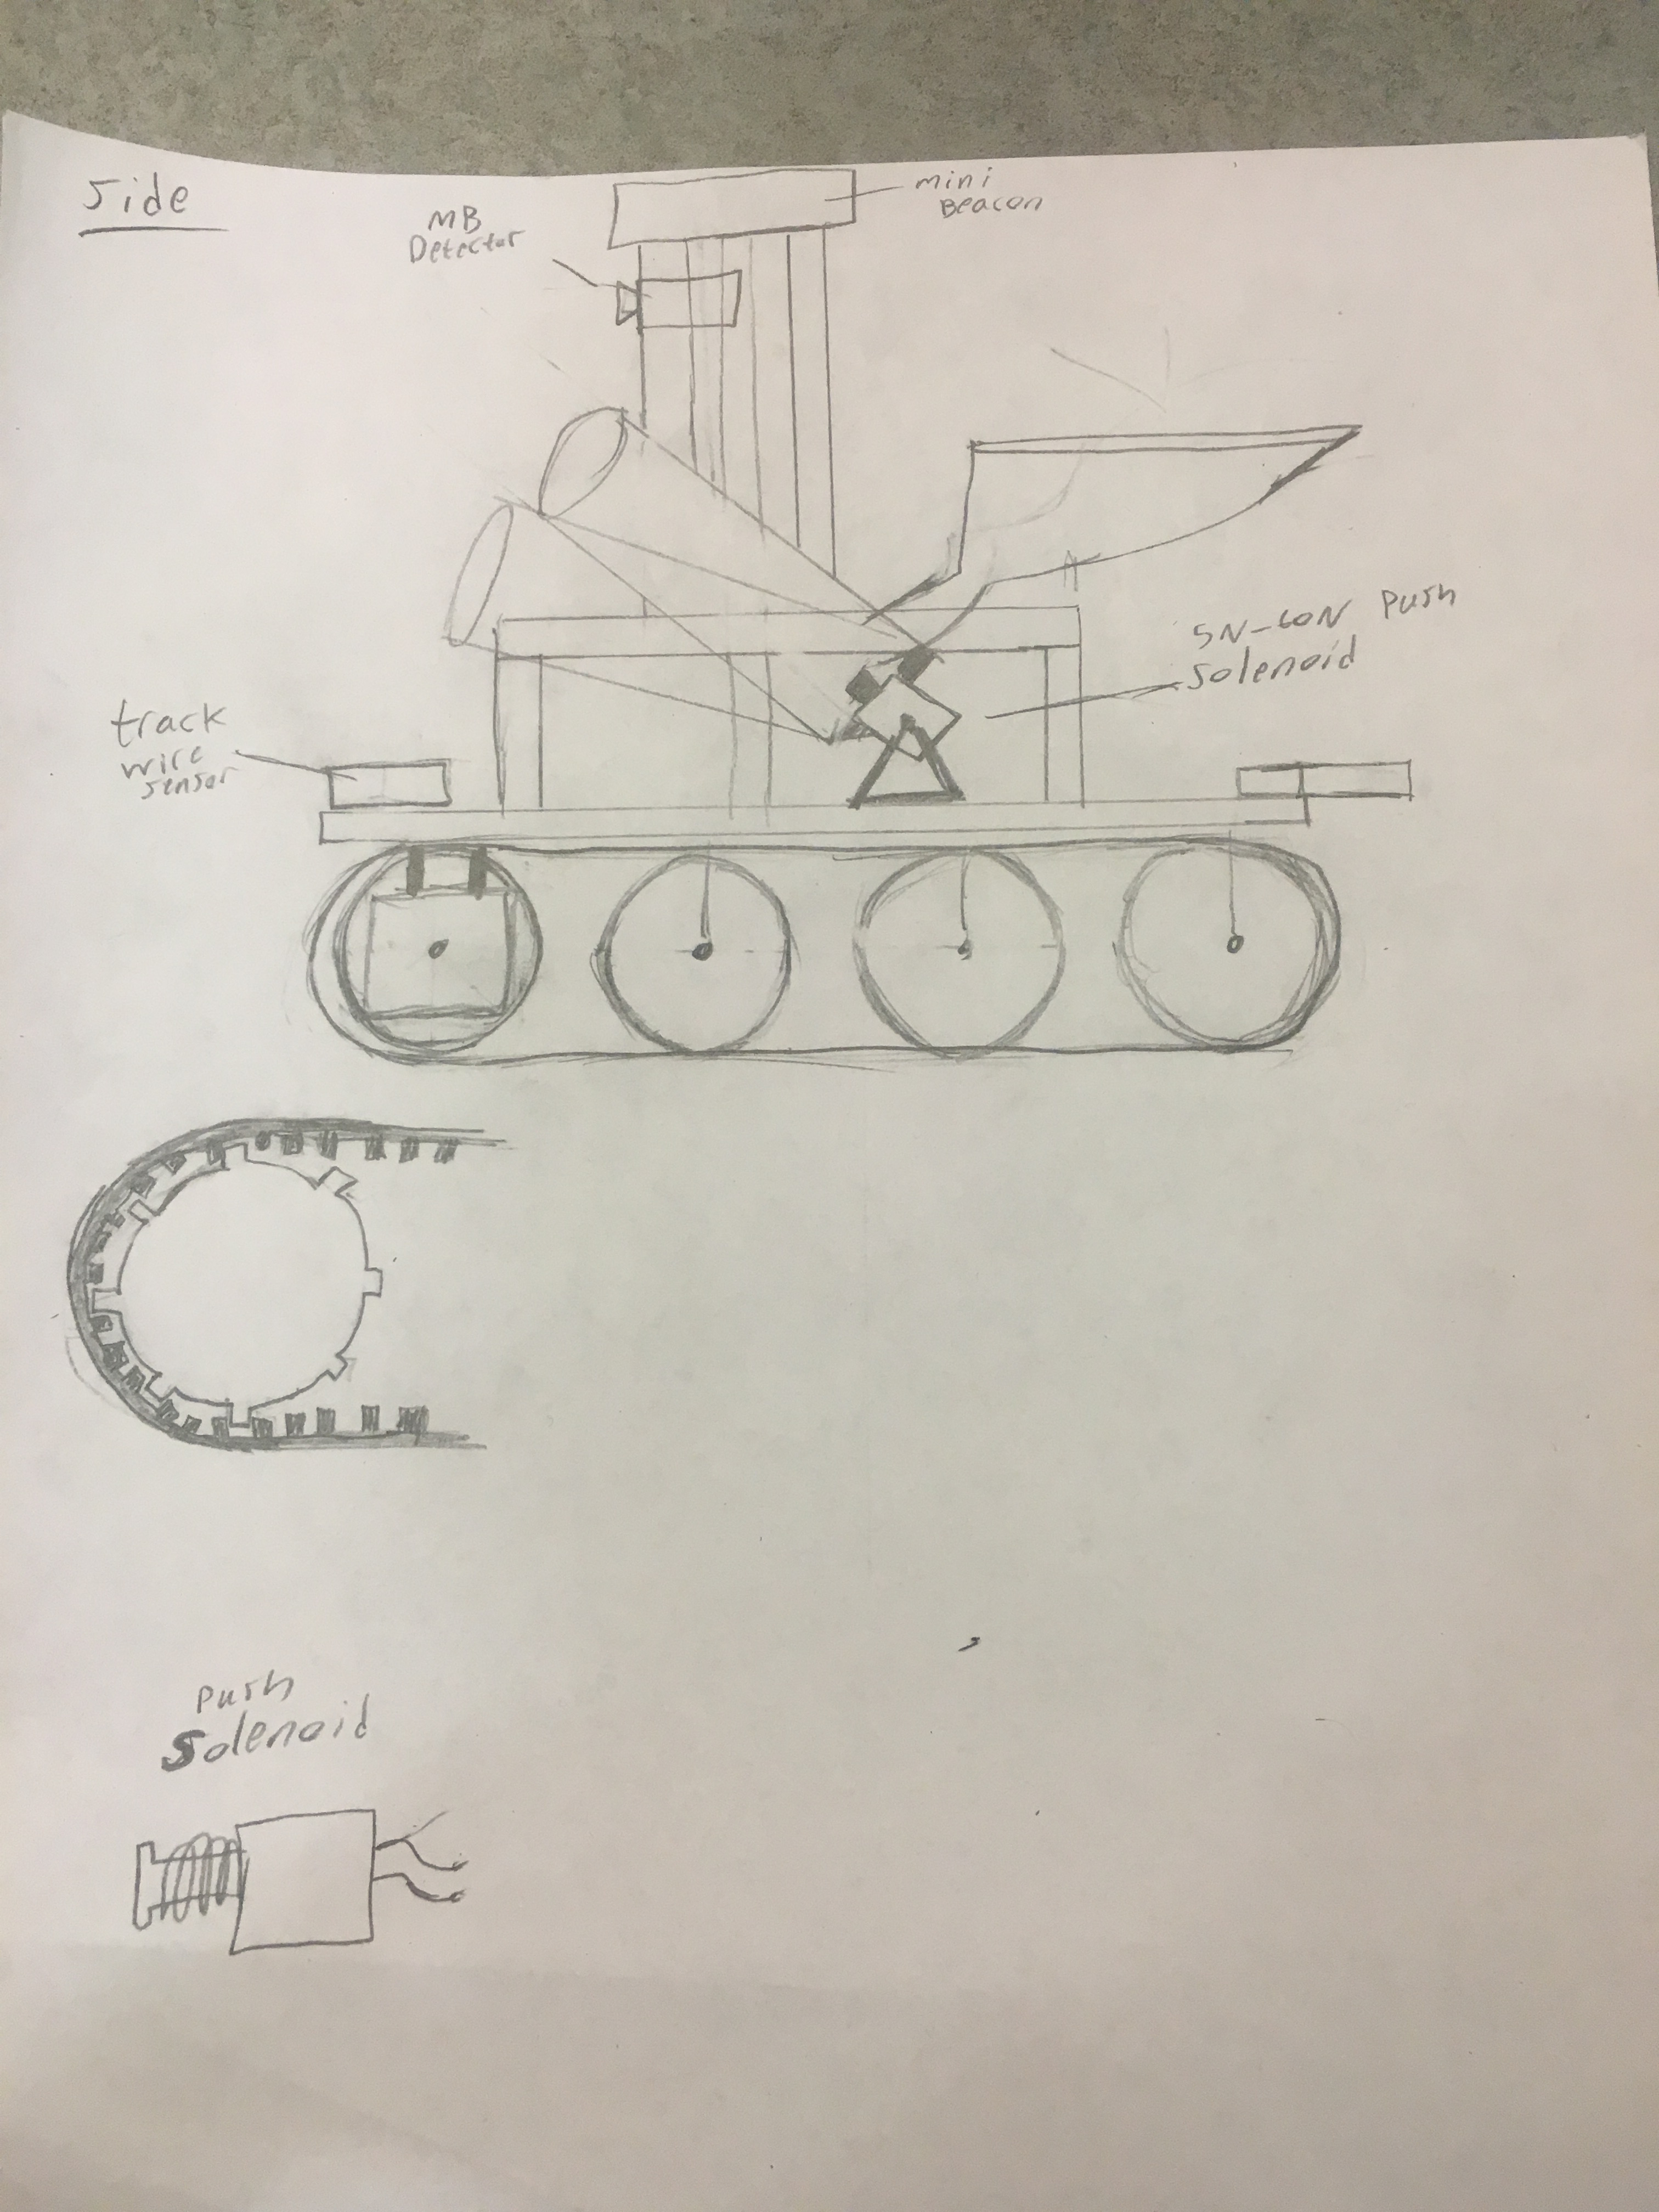 Side
mini
Beacon
MB
Detector
5N-60N Push
Solenoid
track
wire
sensor
Push
Solenoid